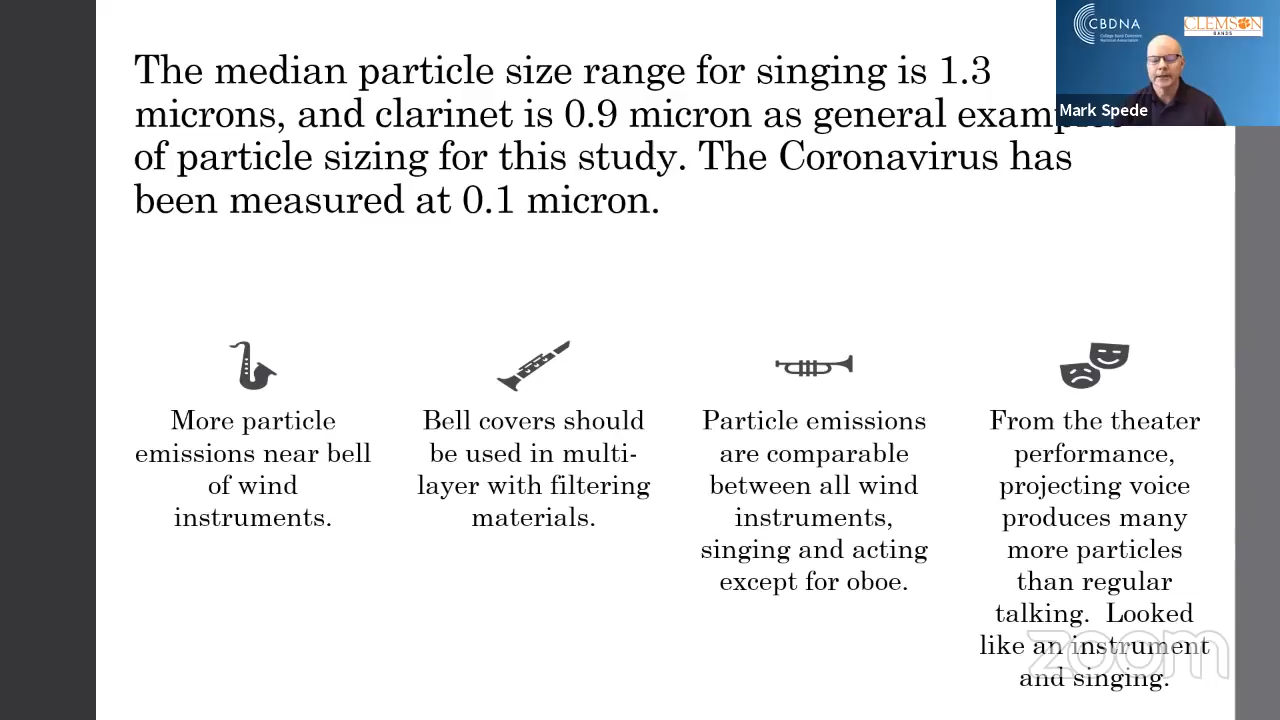 The median particle size range for singing is 1.3
microns, and clarinet is 0.9 micron as general
of particle sizing for this study. The Coronavirus has
been measured at 0.1 micron.
CBDNA
CLEMSON
BANDS
Mark Spede
More particle
emissions near bell
of wind
instruments.
Bell covers should
be used in multi-
layer with filtering
materials.
Particle emissions
are comparable
between all wind
instruments,
singing and acting
except for oboe.
From the theater
performance,
projecting voice
produces many
more particles
than regular
talking. Looked
like an instrument
and singing.
zoom